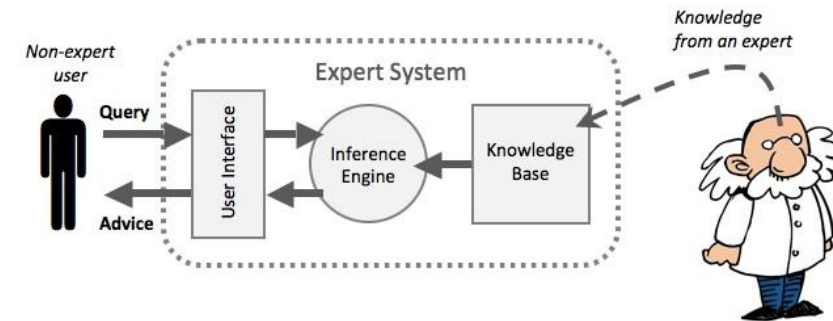 Knowledge
from an expert
Non-expert
user
Expert System
Query
Advice
User Interface
Inference
Engine
Knowledge
Base